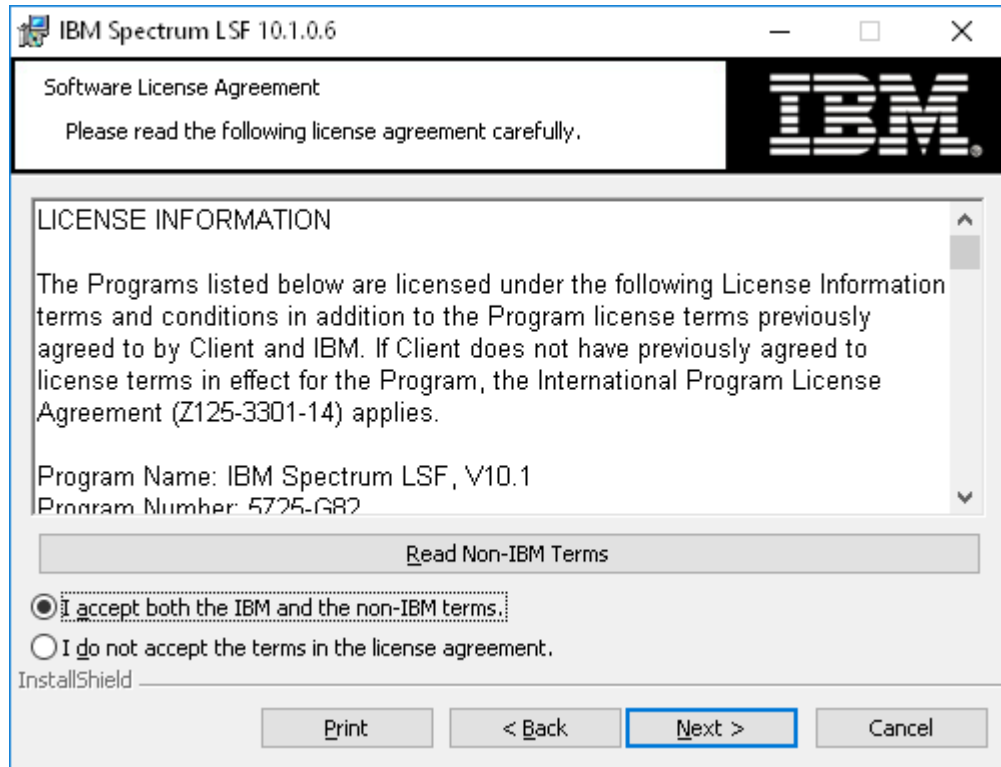 IBM Spectrum LSF 10.1.0.6
Software License Agreement
Please read the following license agreement carefully.
IBM
LICENSE INFORMATION
The Programs listed below are licensed under the following License Information
terms and conditions in addition to the Program license terms previously
agreed to by Client and IBM. If Client does not have previously agreed to
license terms in effect for the Program, the International Program License
Agreement (Z125-3301-14) applies.
Program Name: IBM Spectrum LSF, V10.1
Program Number: 5725-G82
Read Non-IBM Terms
I accept both the IBM and the non-IBM terms.
I do not accept the terms in the license agreement.
InstallShield
Print
< Back
Next >
Cancel